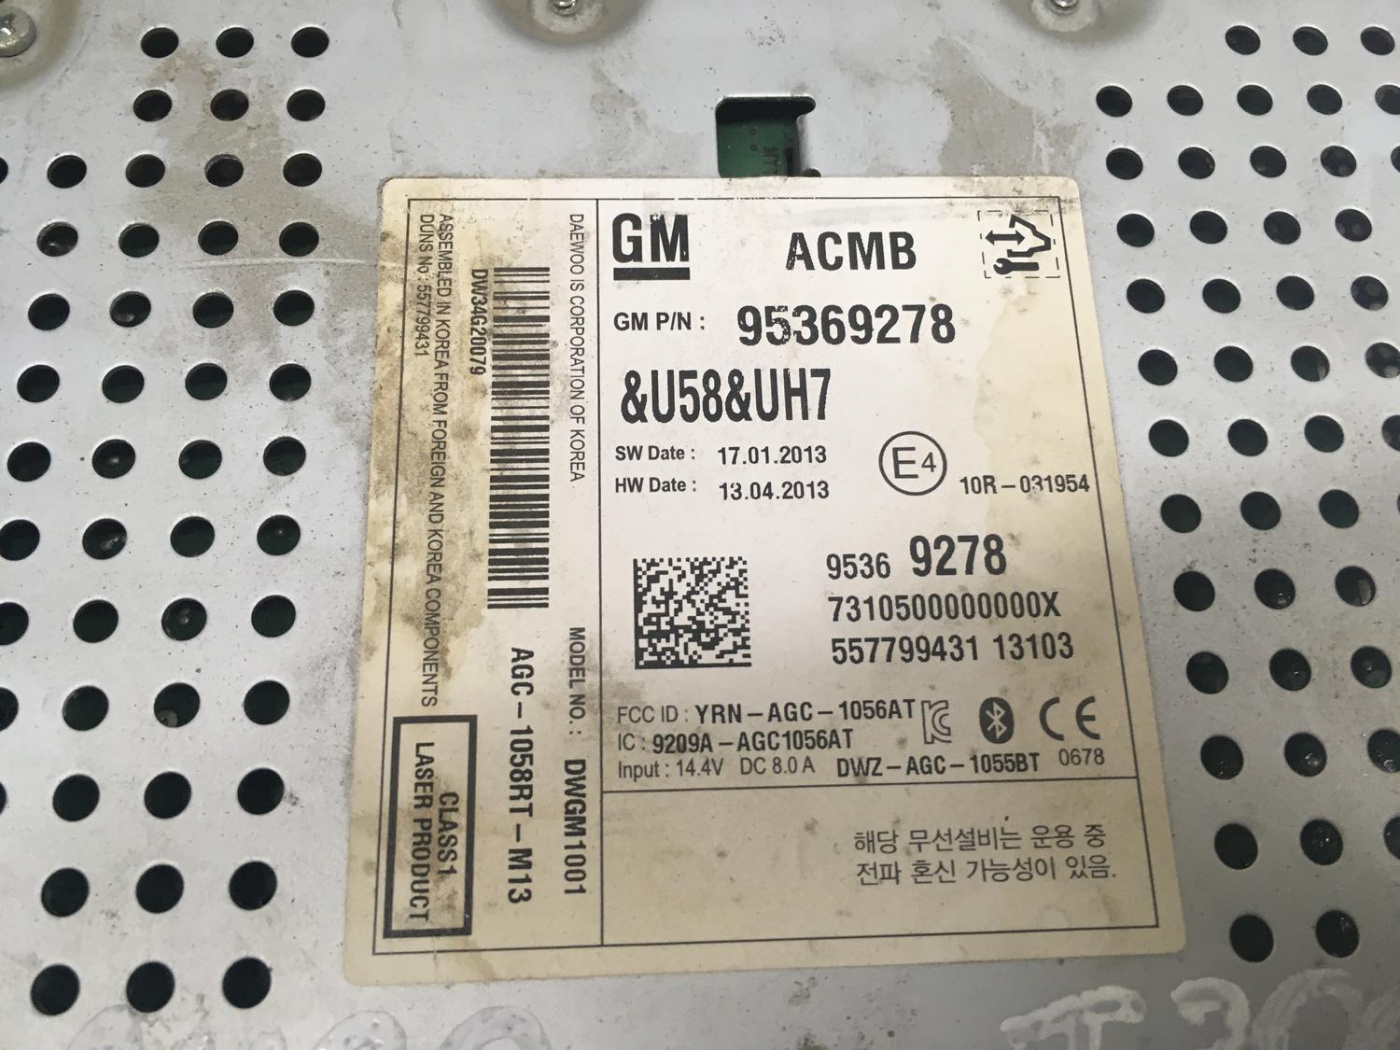 GM
ACMB
GM P/N : 95369278
&U58&UH7
SW Date : 17.01.2013
HW Date : 13.04.2013
E4
10R-031954
9536 9278
7310500000000X
557799431 13103
FCC ID : YRN-AGC-1056AT
IC : 9209A-AGC1056AT
CE
Input : 14.4V DC 8.0 A DWZ-AGC-1055BT 0678
해당 무선설비는 운용 중
전파 혼신 가능성이 있음.
DAEWOO IS CORPORATION OF KOREA
MODEL NO.: DWGM1001
AGC-1058RT-M13
DW34G20079
ASSEMBLED IN KOREA FROM FOREIGN AND KOREA COMPONENTS
DUNS No : 557799431
CLASS1
LASER PRODUCT